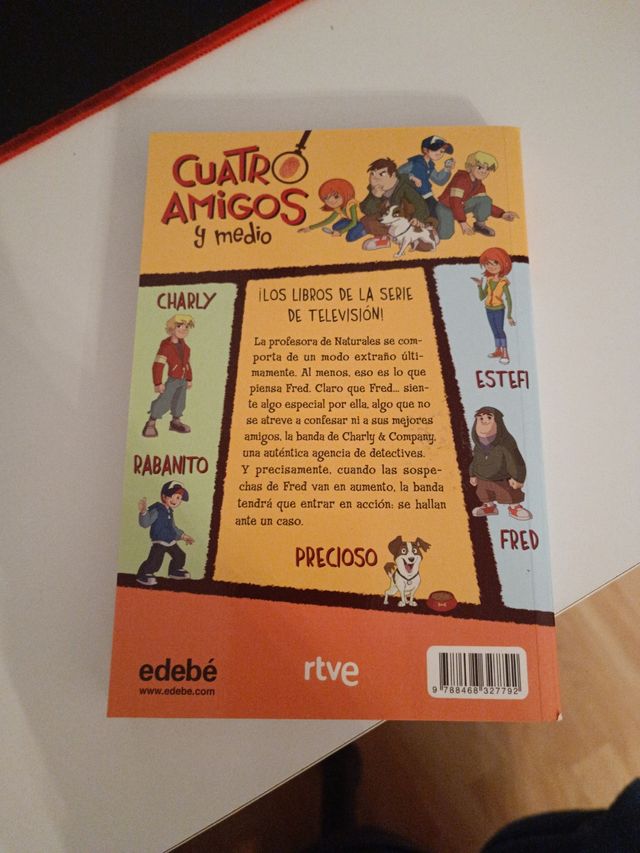 CUATRO
AMIGOS
y medio
CHARLY
RABANITO
¡LOS LIBROS DE LA SERIE
DE TELEVISIÓN!
La profesora de Naturales se com-
porta de un modo extraño últi-
mamente. Al menos, eso es lo que
piensa Fred. Claro que Fred... sien-
te algo especial por ella, algo que no
se atreve a confesar ni a sus mejores
amigos, la banda de Charly & Company,
una auténtica agencia de detectives.
Y precisamente, cuando las sospe-
chas de Fred van en aumento, la banda
tendrá que entrar en acción: se hallan
ante un caso.
PRECIOSO
ESTEFI
FRED
edebé
www.edebe.com
rtve
9 788468 327792